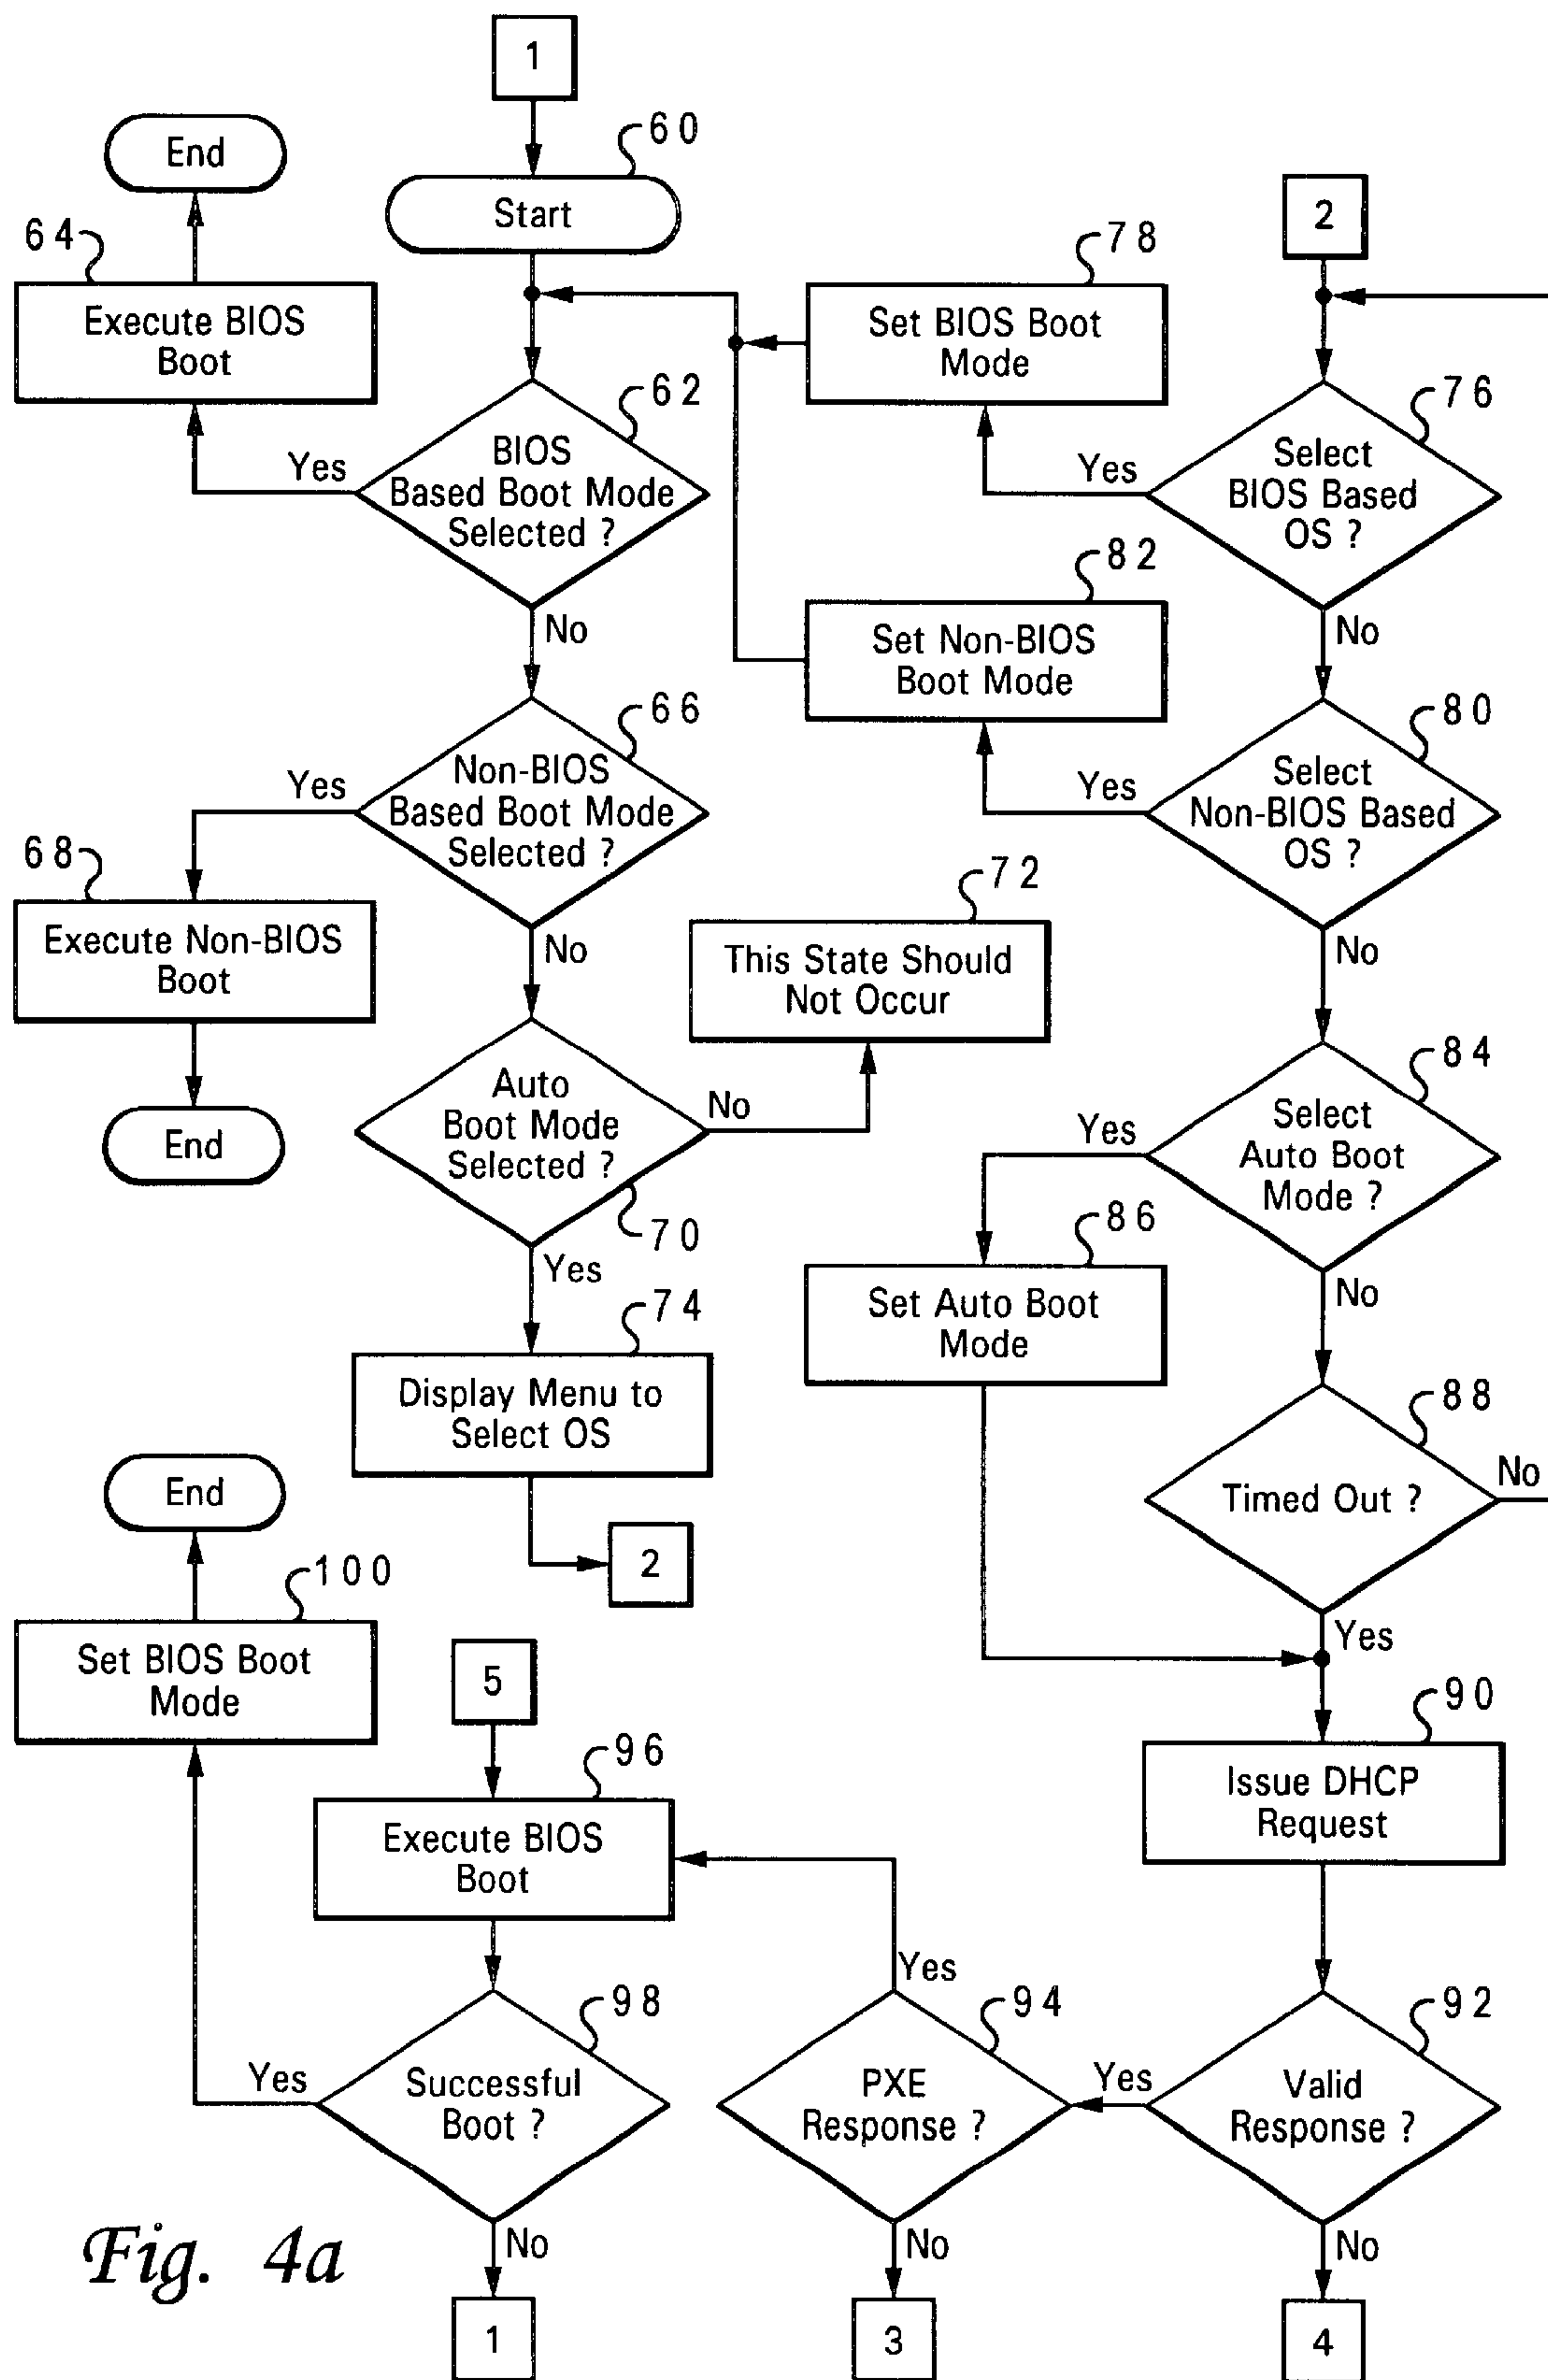 1
60
End
Start
2
64
78
Execute BIOS
Boot
Set BIOS Boot
Mode
62
76
BIOS
Based Boot Mode
Selected ?
Yes
Select
BIOS Based
OS ?
Yes
82
No
No
Set Non-BIOS
Boot Mode
66
80
Non-BIOS
Based Boot Mode
Selected ?
Yes
Select
Non-BIOS Based
OS ?
Yes
68
72
Execute Non-BIOS
Boot
No
This State Should
Not Occur
No
84
Auto
Boot Mode
Selected ?
No
End
Select
Auto Boot
Mode ?
Yes
70
86
Yes
Set Auto Boot
Mode
No
74
Display Menu to
Select OS
88
End
Timed Out ?
No
2
100
Set BIOS Boot
Mode
Yes
5
90
96
Issue DHCP
Request
Execute BIOS
Boot
Yes
98
94
92
Yes
Successful
Boot ?
PXE
Response ?
Yes
Valid
Response ?
No
No
No
Fig. 4a
1
3
4